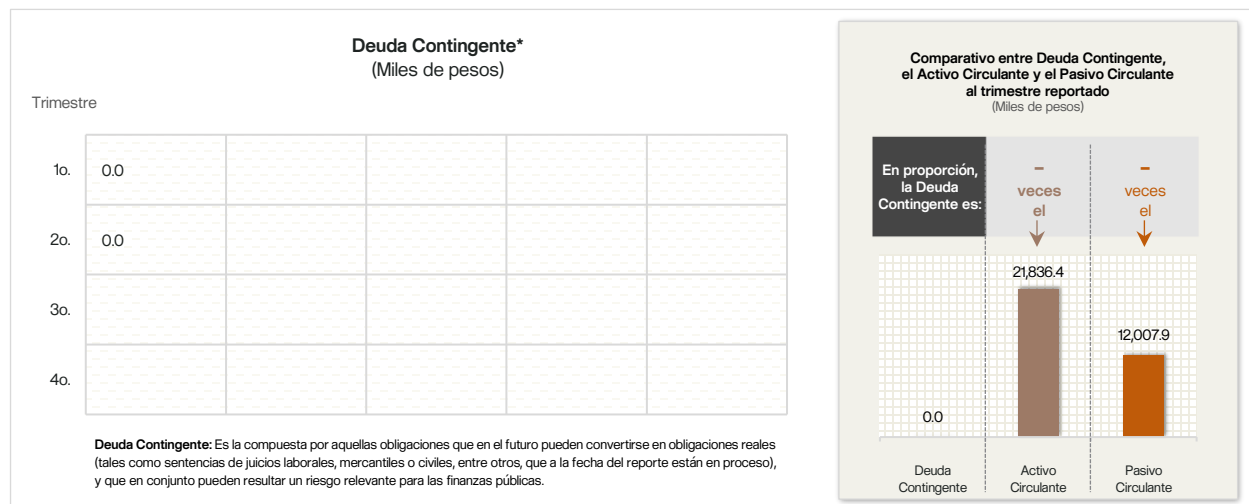 Deuda Contingente*
(Miles de pesos)
Trimestre
1o. 0.0
2o. 0.0
3o.
4o.
Deuda Contingente: Es la compuesta por aquellas obligaciones que en el futuro pueden convertirse en obligaciones reales
(tales como sentencias de juicios laborales, mercantiles o civiles, entre otros, que a la fecha del reporte están en proceso),
y que en conjunto pueden resultar un riesgo relevante para las finanzas públicas.
Comparativo entre Deuda Contingente,
el Activo Circulante y el Pasivo Circulante
al trimestre reportado
(Miles de pesos)
En proporción,
la Deuda
Contingente es:
–
veces
el
–
veces
el
21,836.4
12,007.9
0.0
Deuda
Contingente
Activo
Circulante
Pasivo
Circulante